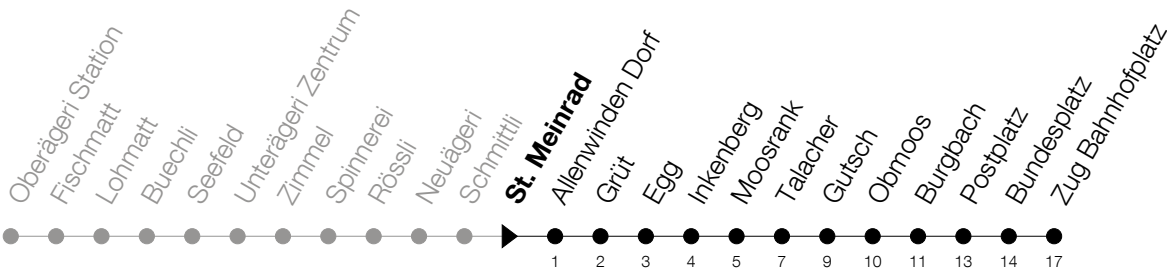 Oberägeri Station
Fischmatt
Lohmatt
Buechli
Seefeld
Unterägeri Zentrum
Zimmel
Spinnerei
Rössli
Neuägeri
Schmittli
St. Meinrad
Allenwinden Dorf
Grüt
Egg
Inkenberg
Moosrank
Talacher
Gutsch
Obmoos
Burgbach
Postplatz
Bundesplatz
Zug Bahnhofplatz
1 2 3 4 5 7 9 10 11 13 14 17